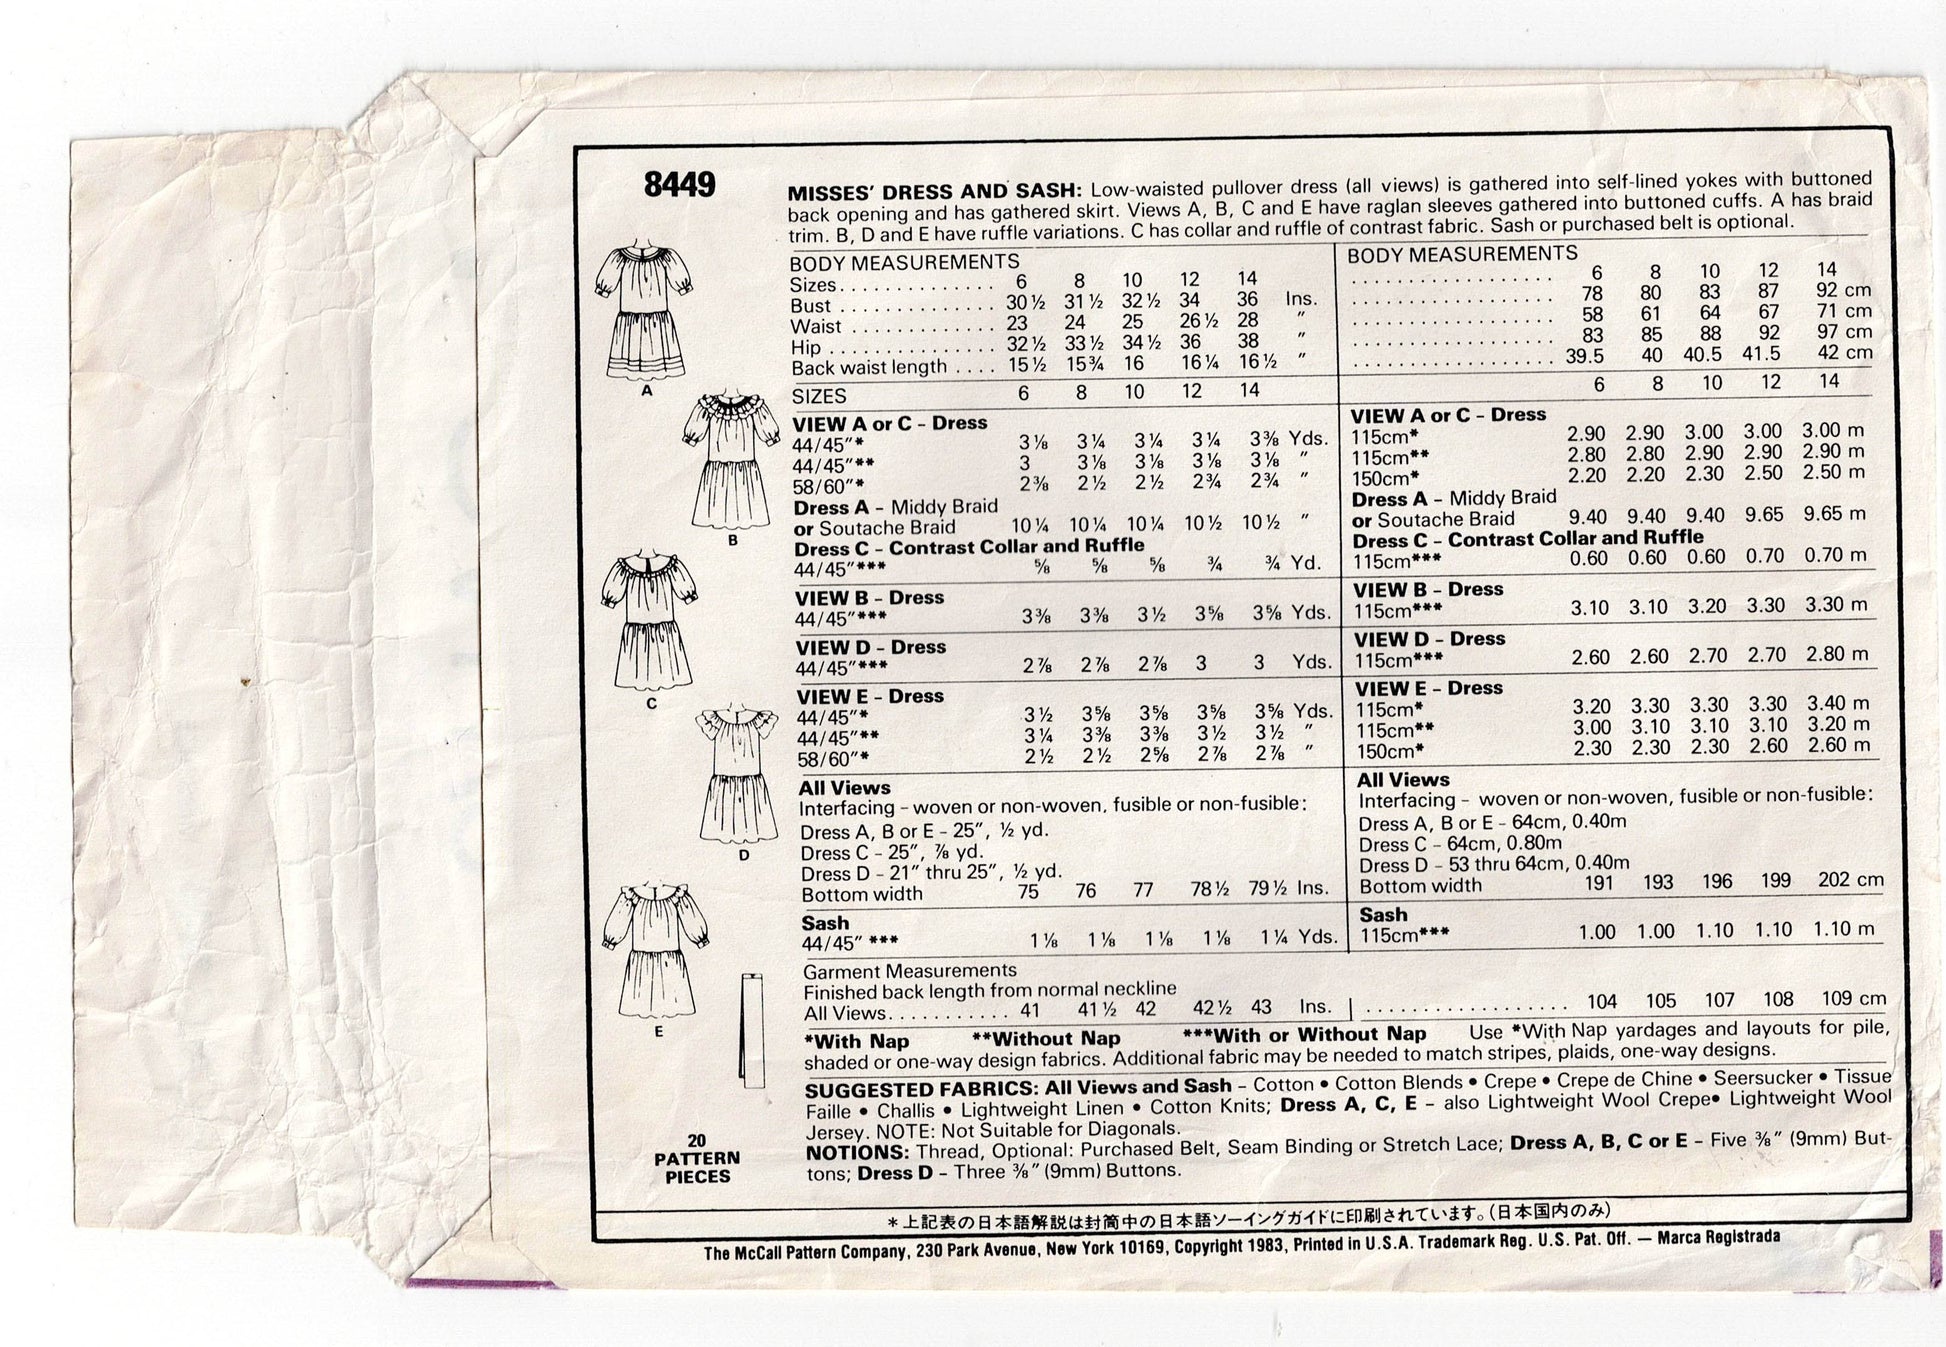 8449
MISSES' DRESS AND SASH: Low-waisted pullover dress (all views) is gathered into self-lined yokes with buttoned
back opening and has gathered skirt. Views A, B, C and E have raglan sleeves gathered into buttoned cuffs. A has braid
trim. B, D and E have ruffle variations. C has collar and ruffle of contrast fabric. Sash or purchased belt is optional.
A
B
C
D
E
BODY MEASUREMENTS
Sizes. . . . . . . . . . . . . . 6 8 10 12 14
Bust . . . . . . . . . . . . . . 30½ 31½ 32½ 34 36 Ins.
Waist . . . . . . . . . . . . . 23 24 25 26½ 28 "
Hip . . . . . . . . . . . . . . . 32½ 33½ 34½ 36 38 "
Back waist length . . . . 15½ 15¾ 16 16¼ 16½ "
SIZES 6 8 10 12 14
VIEW A or C – Dress
44/45"* 3⅛ 3¼ 3¼ 3¼ 3⅜ Yds.
44/45"** 3 3⅛ 3⅛ 3⅛ 3⅛ "
58/60"* 2⅜ 2½ 2½ 2¾ 2¾ "
Dress A – Middy Braid
or Soutache Braid 10¼ 10¼ 10¼ 10½ 10½ "
Dress C – Contrast Collar and Ruffle
44/45"*** ⅝ ⅝ ⅝ ¾ ¾ Yd.
VIEW B – Dress
44/45"*** 3⅜ 3⅜ 3½ 3⅝ 3⅝ Yds.
VIEW D – Dress
44/45"*** 2⅞ 2⅞ 2⅞ 3 3 Yds.
VIEW E – Dress
44/45"* 3½ 3⅝ 3⅝ 3⅝ 3⅝ Yds.
44/45"** 3¼ 3⅜ 3⅜ 3½ 3½ "
58/60"* 2½ 2½ 2⅝ 2⅞ 2⅞ "
All Views
Interfacing – woven or non-woven, fusible or non-fusible:
Dress A, B or E – 25", ½ yd.
Dress C – 25", ⅞ yd.
Dress D – 21" thru 25", ½ yd.
Bottom width 75 76 77 78½ 79½ Ins.
Sash
44/45" *** 1⅛ 1⅛ 1⅛ 1⅛ 1¼ Yds.
BODY MEASUREMENTS
. . . . . . . . . . . . . . . . . . 6 8 10 12 14
. . . . . . . . . . . . . . . . . . 78 80 83 87 92 cm
. . . . . . . . . . . . . . . . . . 58 61 64 67 71 cm
. . . . . . . . . . . . . . . . . . 83 85 88 92 97 cm
. . . . . . . . . . . . . . . . . . 39.5 40 40.5 41.5 42 cm
6 8 10 12 14
VIEW A or C – Dress
115cm* 2.90 2.90 3.00 3.00 3.00 m
115cm** 2.80 2.80 2.90 2.90 2.90 m
150cm* 2.20 2.20 2.30 2.50 2.50 m
Dress A – Middy Braid
or Soutache Braid 9.40 9.40 9.40 9.65 9.65 m
Dress C – Contrast Collar and Ruffle
115cm*** 0.60 0.60 0.60 0.70 0.70 m
VIEW B – Dress
115cm*** 3.10 3.10 3.20 3.30 3.30 m
VIEW D – Dress
115cm*** 2.60 2.60 2.70 2.70 2.80 m
VIEW E – Dress
115cm* 3.20 3.30 3.30 3.30 3.40 m
115cm** 3.00 3.10 3.10 3.10 3.20 m
150cm* 2.30 2.30 2.30 2.60 2.60 m
All Views
Interfacing – woven or non-woven, fusible or non-fusible:
Dress A, B or E – 64cm, 0.40m
Dress C – 64cm, 0.80m
Dress D – 53 thru 64cm, 0.40m
Bottom width 191 193 196 199 202 cm
Sash
115cm*** 1.00 1.00 1.10 1.10 1.10 m
Garment Measurements
Finished back length from normal neckline
All Views. . . . . . . . . . . 41 41½ 42 42½ 43 Ins. . . . . . . . . . . . . . . . . . . 104 105 107 108 109 cm
*With Nap **Without Nap ***With or Without Nap Use *With Nap yardages and layouts for pile,
shaded or one-way design fabrics. Additional fabric may be needed to match stripes, plaids, one-way designs.
SUGGESTED FABRICS: All Views and Sash – Cotton • Cotton Blends • Crepe • Crepe de Chine • Seersucker • Tissue
Faille • Challis • Lightweight Linen • Cotton Knits; Dress A, C, E – also Lightweight Wool Crepe• Lightweight Wool
Jersey. NOTE: Not Suitable for Diagonals.
NOTIONS: Thread, Optional: Purchased Belt, Seam Binding or Stretch Lace; Dress A, B, C or E – Five ⅜" (9mm) But-
tons; Dress D – Three ⅜" (9mm) Buttons.
20
PATTERN
PIECES
＊上記表の日本語解説は封筒中の日本語ソーイングガイドに印刷されています。(日本国内のみ)
The McCall Pattern Company, 230 Park Avenue, New York 10169, Copyright 1983, Printed in U.S.A. Trademark Reg. U.S. Pat. Off. — Marca Registrada